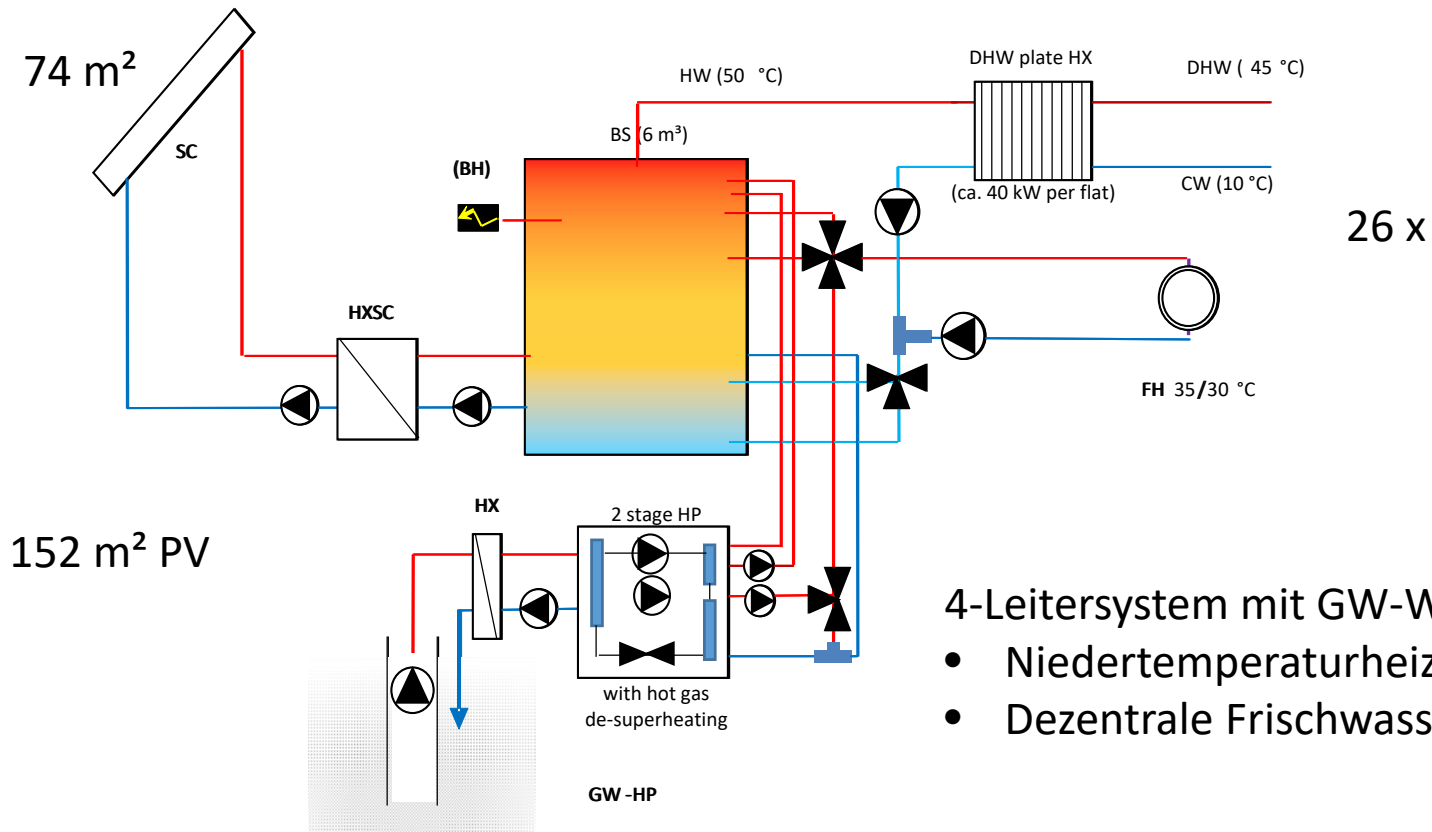 74 m²
SC
HW (50 °C)
DHW plate HX
DHW ( 45 °C)
BS (6 m³)
(BH)
(ca. 40 kW per flat)
CW (10 °C)
26 x
HXSC
FH 35/30 °C
152 m² PV
HX
2 stage HP
with hot gas
de-superheating
GW -HP
4-Leitersystem mit GW-W
• Niedertemperaturheiz
• Dezentrale Frischwass